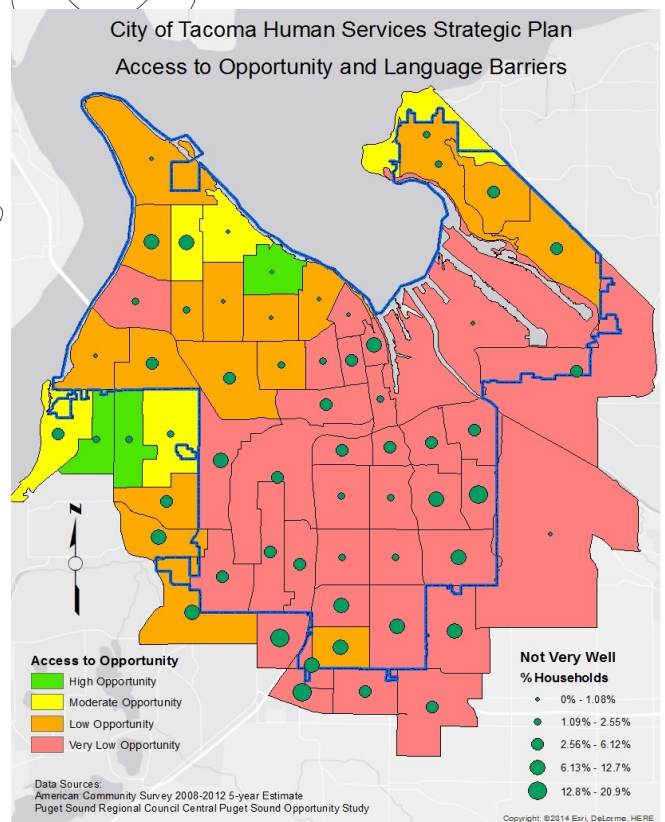 City of Tacoma Human Services Strategic Plan
Access to Opportunity and Language Barriers
Z
Access to Opportunity
High Opportunity
Moderate Opportunity
Low Opportunity
Very Low Opportunity
Not Very Well
% Households
0% - 1.08%
1.09% - 2.55%
2.56% - 6.12%
6.13% - 12.7%
12.8% - 20.9%
Data Sources:
American Community Survey 2008-2012 5-year Estimate
Puget Sound Regional Council Central Puget Sound Opportunity Study
Copyright: ©2014 Esri, DeLorme, HERE